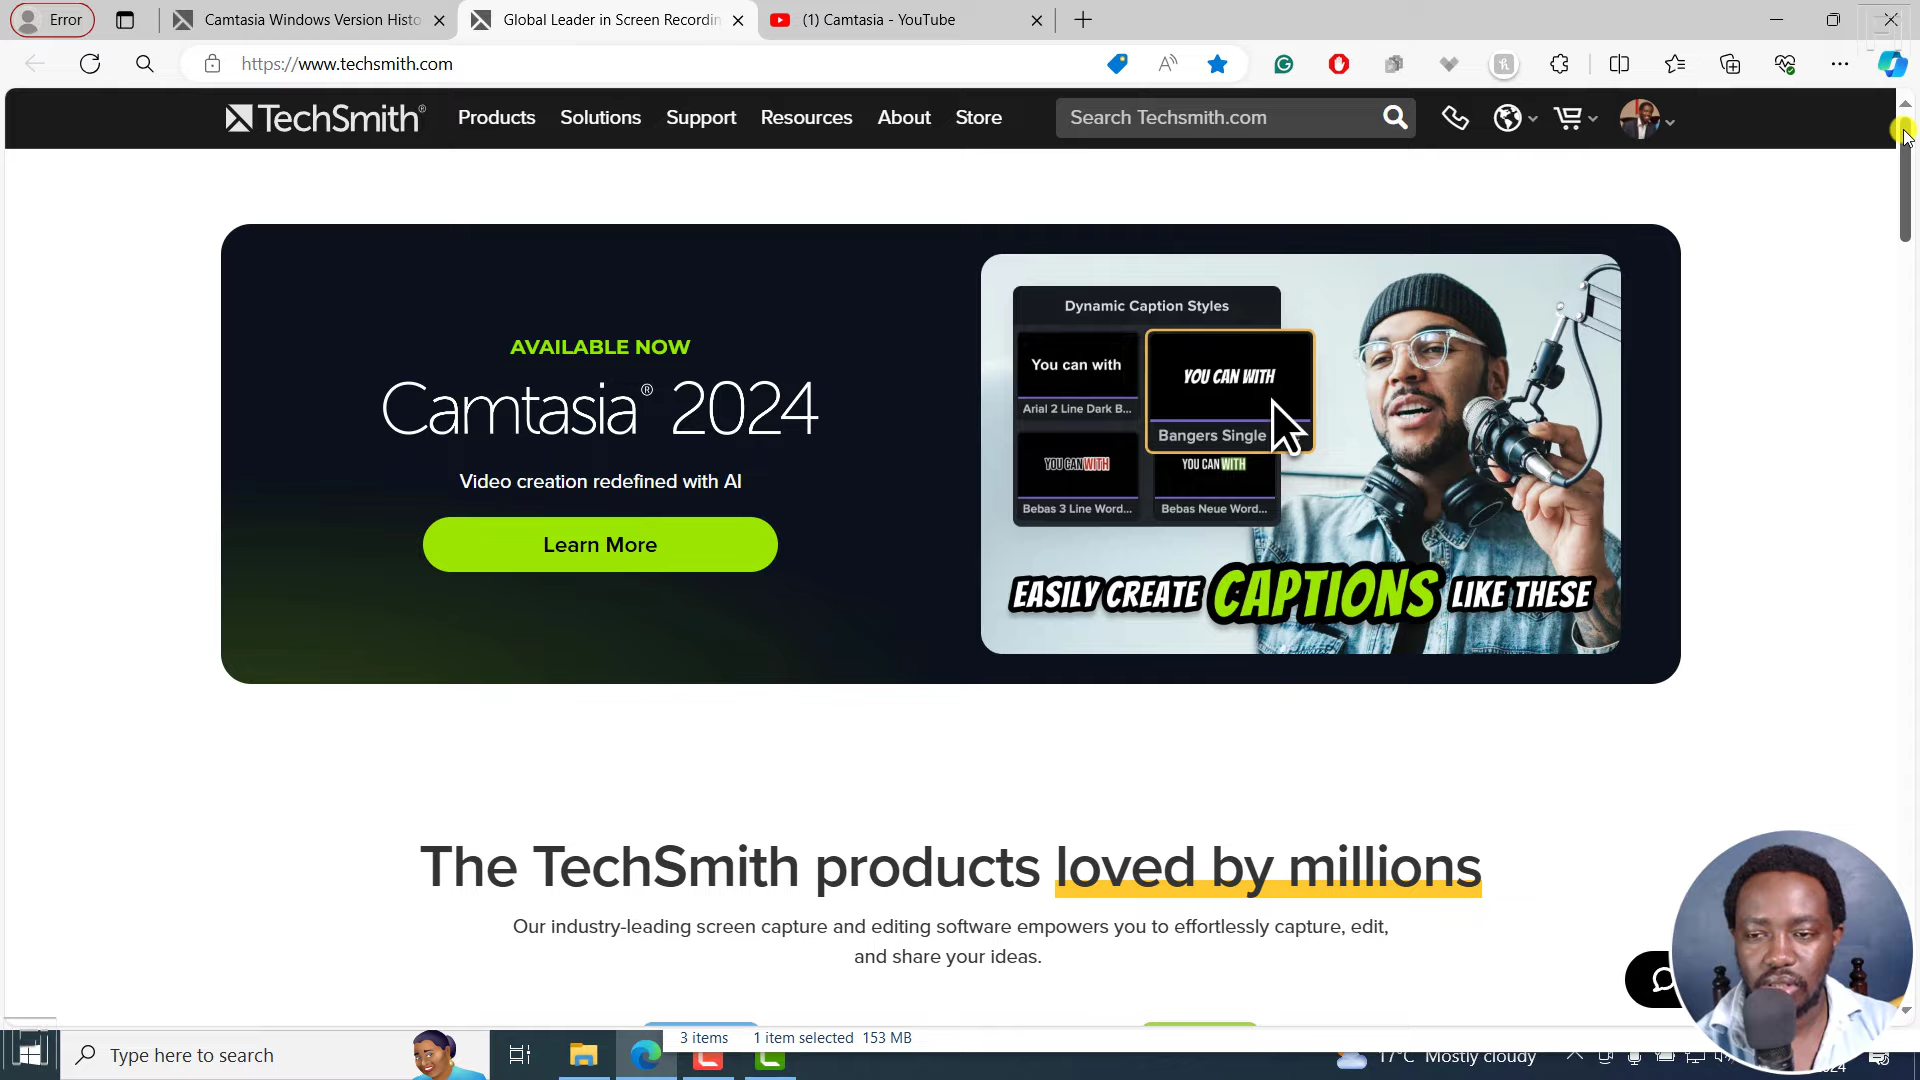 Error
Camtasia Windows Version Histo
Global Leader in Screen Recordin
(1) Camtasia - YouTube
https://www.techsmith.com
TechSmith®
Products
Solutions
Support
Resources
About
Store
Search Techsmith.com
AVAILABLE NOW
Camtasia® 2024
Video creation redefined with AI
Learn More
Dynamic Caption Styles
You can with
Arial 2 Line Dark B...
YOU CAN WITH
Bangers Single
YOU CAN WITH
Bebas 3 Line Word...
YOU CAN WITH
Bebas Neue Word...
EASILY CREATE CAPTIONS LIKE THESE
The TechSmith products loved by millions
Our industry-leading screen capture and editing software empowers you to effortlessly capture, edit,
and share your ideas.
Type here to search
3 items
1 item selected 153 MB
17°C Mostly cloudy